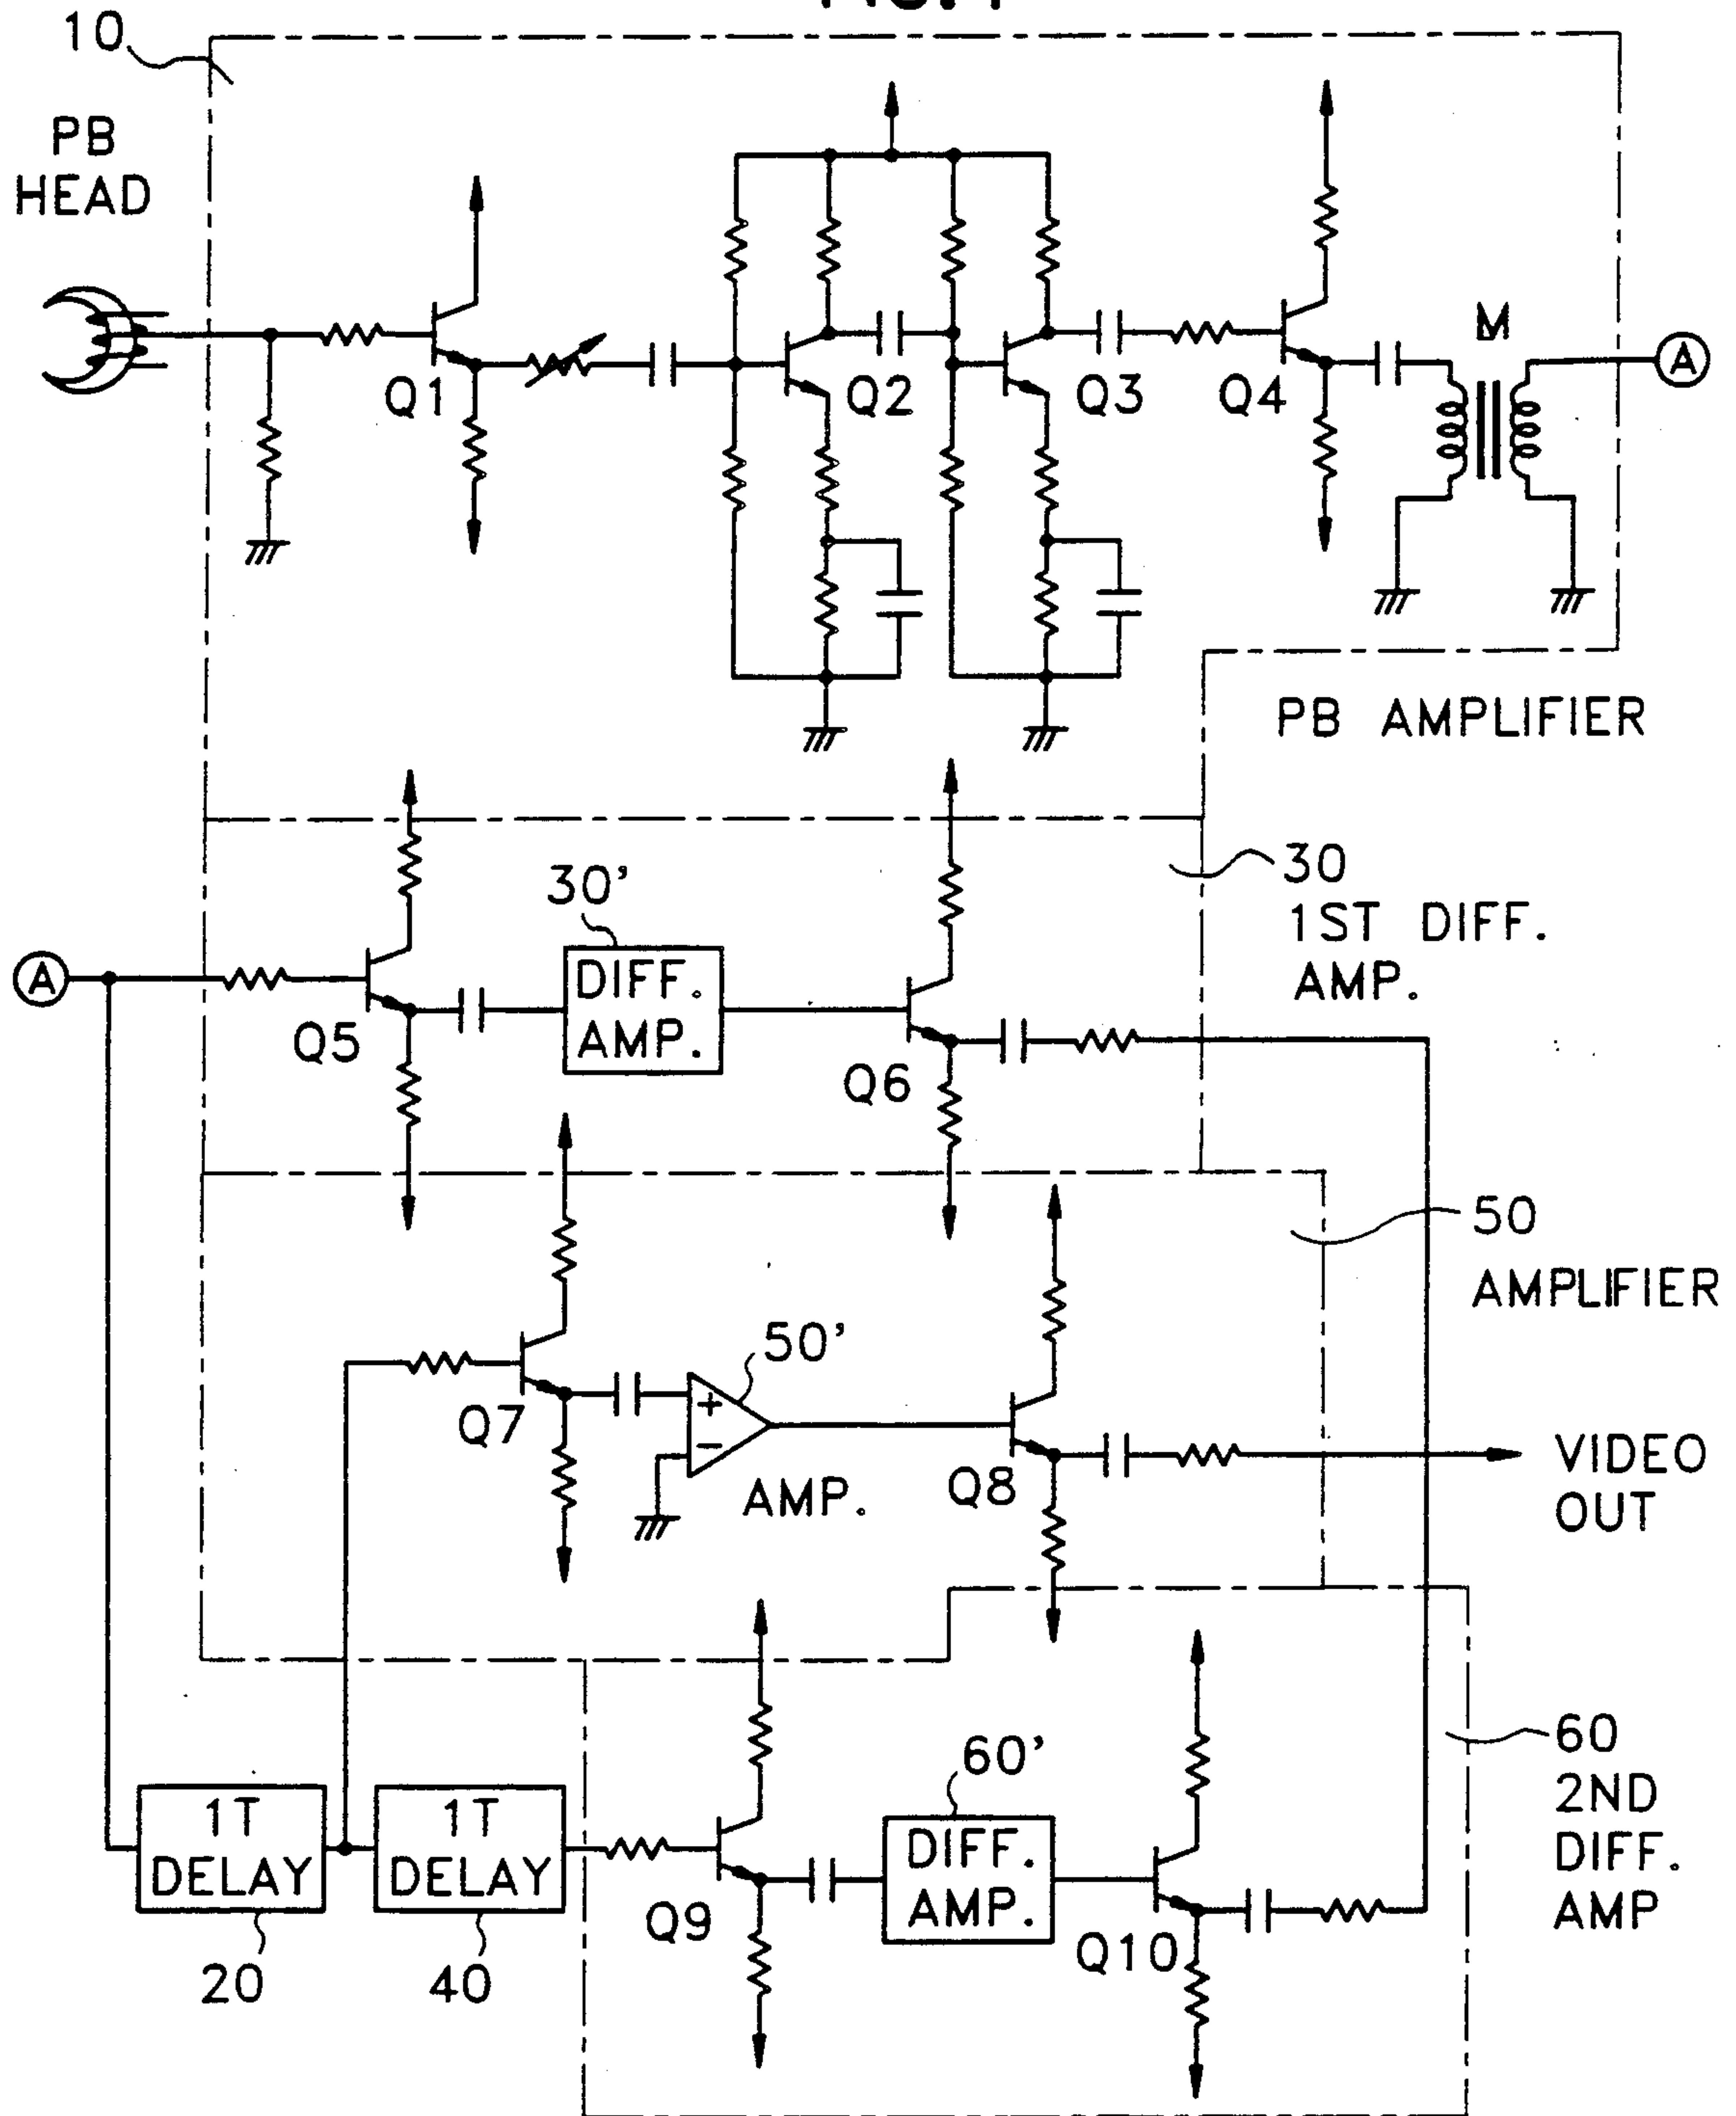 10
PB
HEAD
Q1
Q2
Q3
Q4
M
A
PB AMPLIFIER
30
1ST DIFF.
AMP.
30'
A
DIFF.
AMP.
Q5
Q6
50
AMPLIFIER
50'
+
−
Q7
AMP.
Q8
VIDEO
OUT
60
2ND
DIFF.
AMP
60'
1T
DELAY
1T
DELAY
DIFF.
AMP.
Q9
Q10
20
40